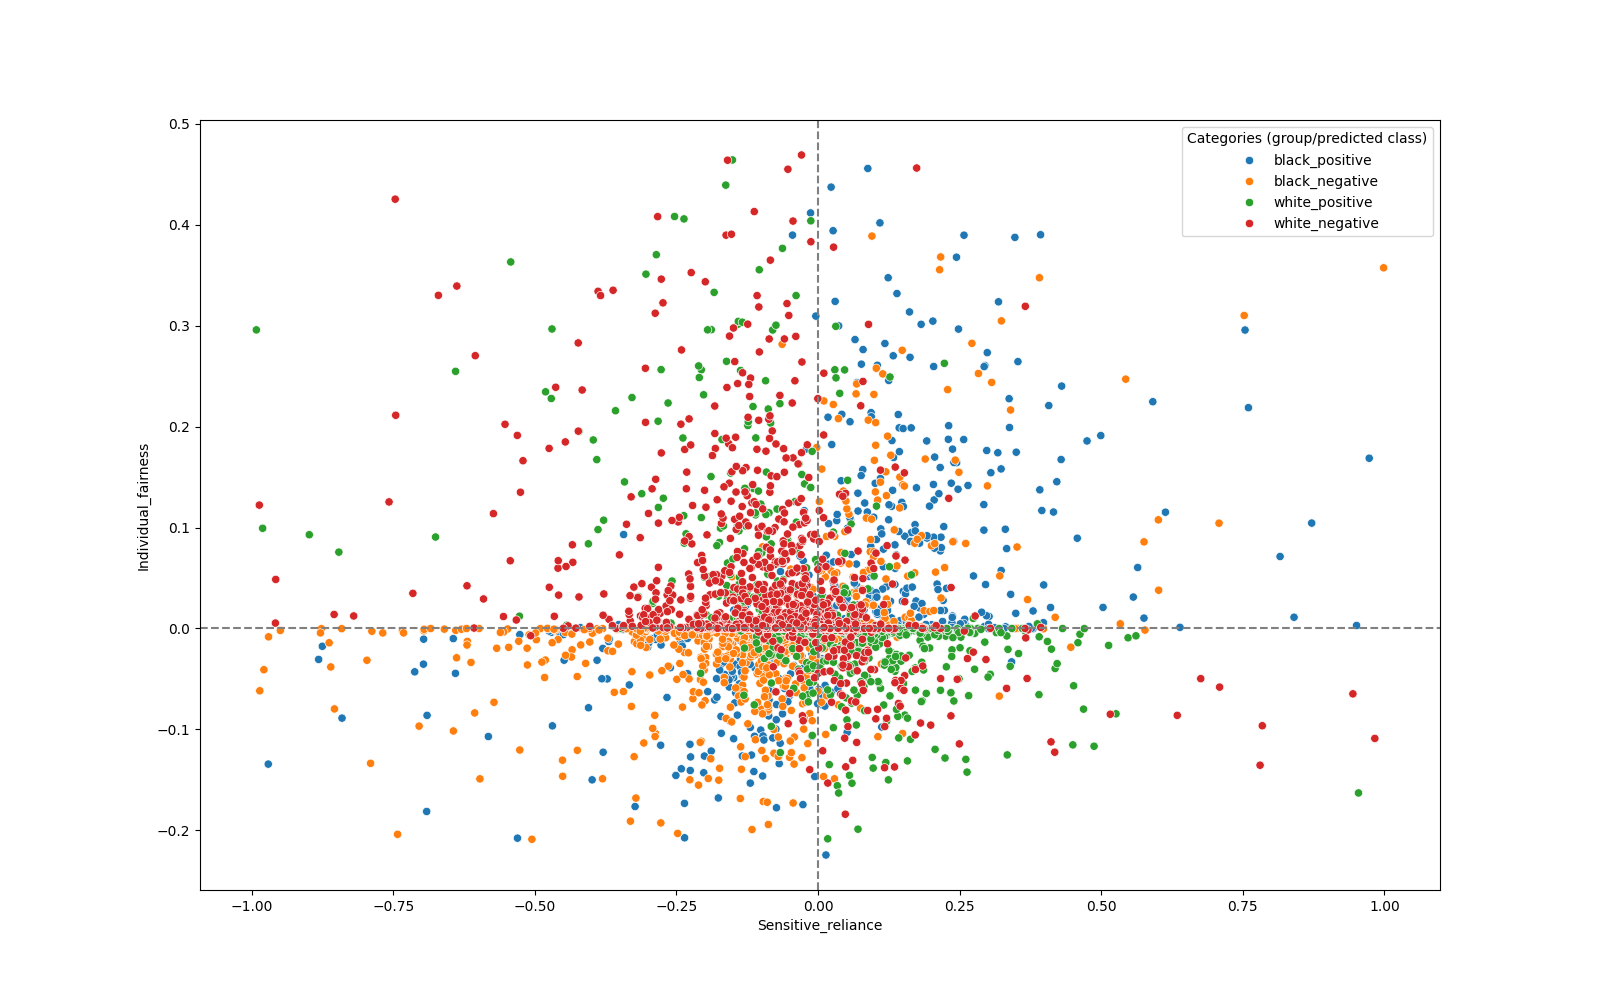 Categories (group/predicted class)
black_positive
black_negative
white_positive
white_negative
0.5
0.4
0.3
0.2
0.1
0.0
−0.1
−0.2
Individual_fairness
−1.00 −0.75 −0.50 −0.25 0.00 0.25 0.50 0.75 1.00
Sensitive_reliance